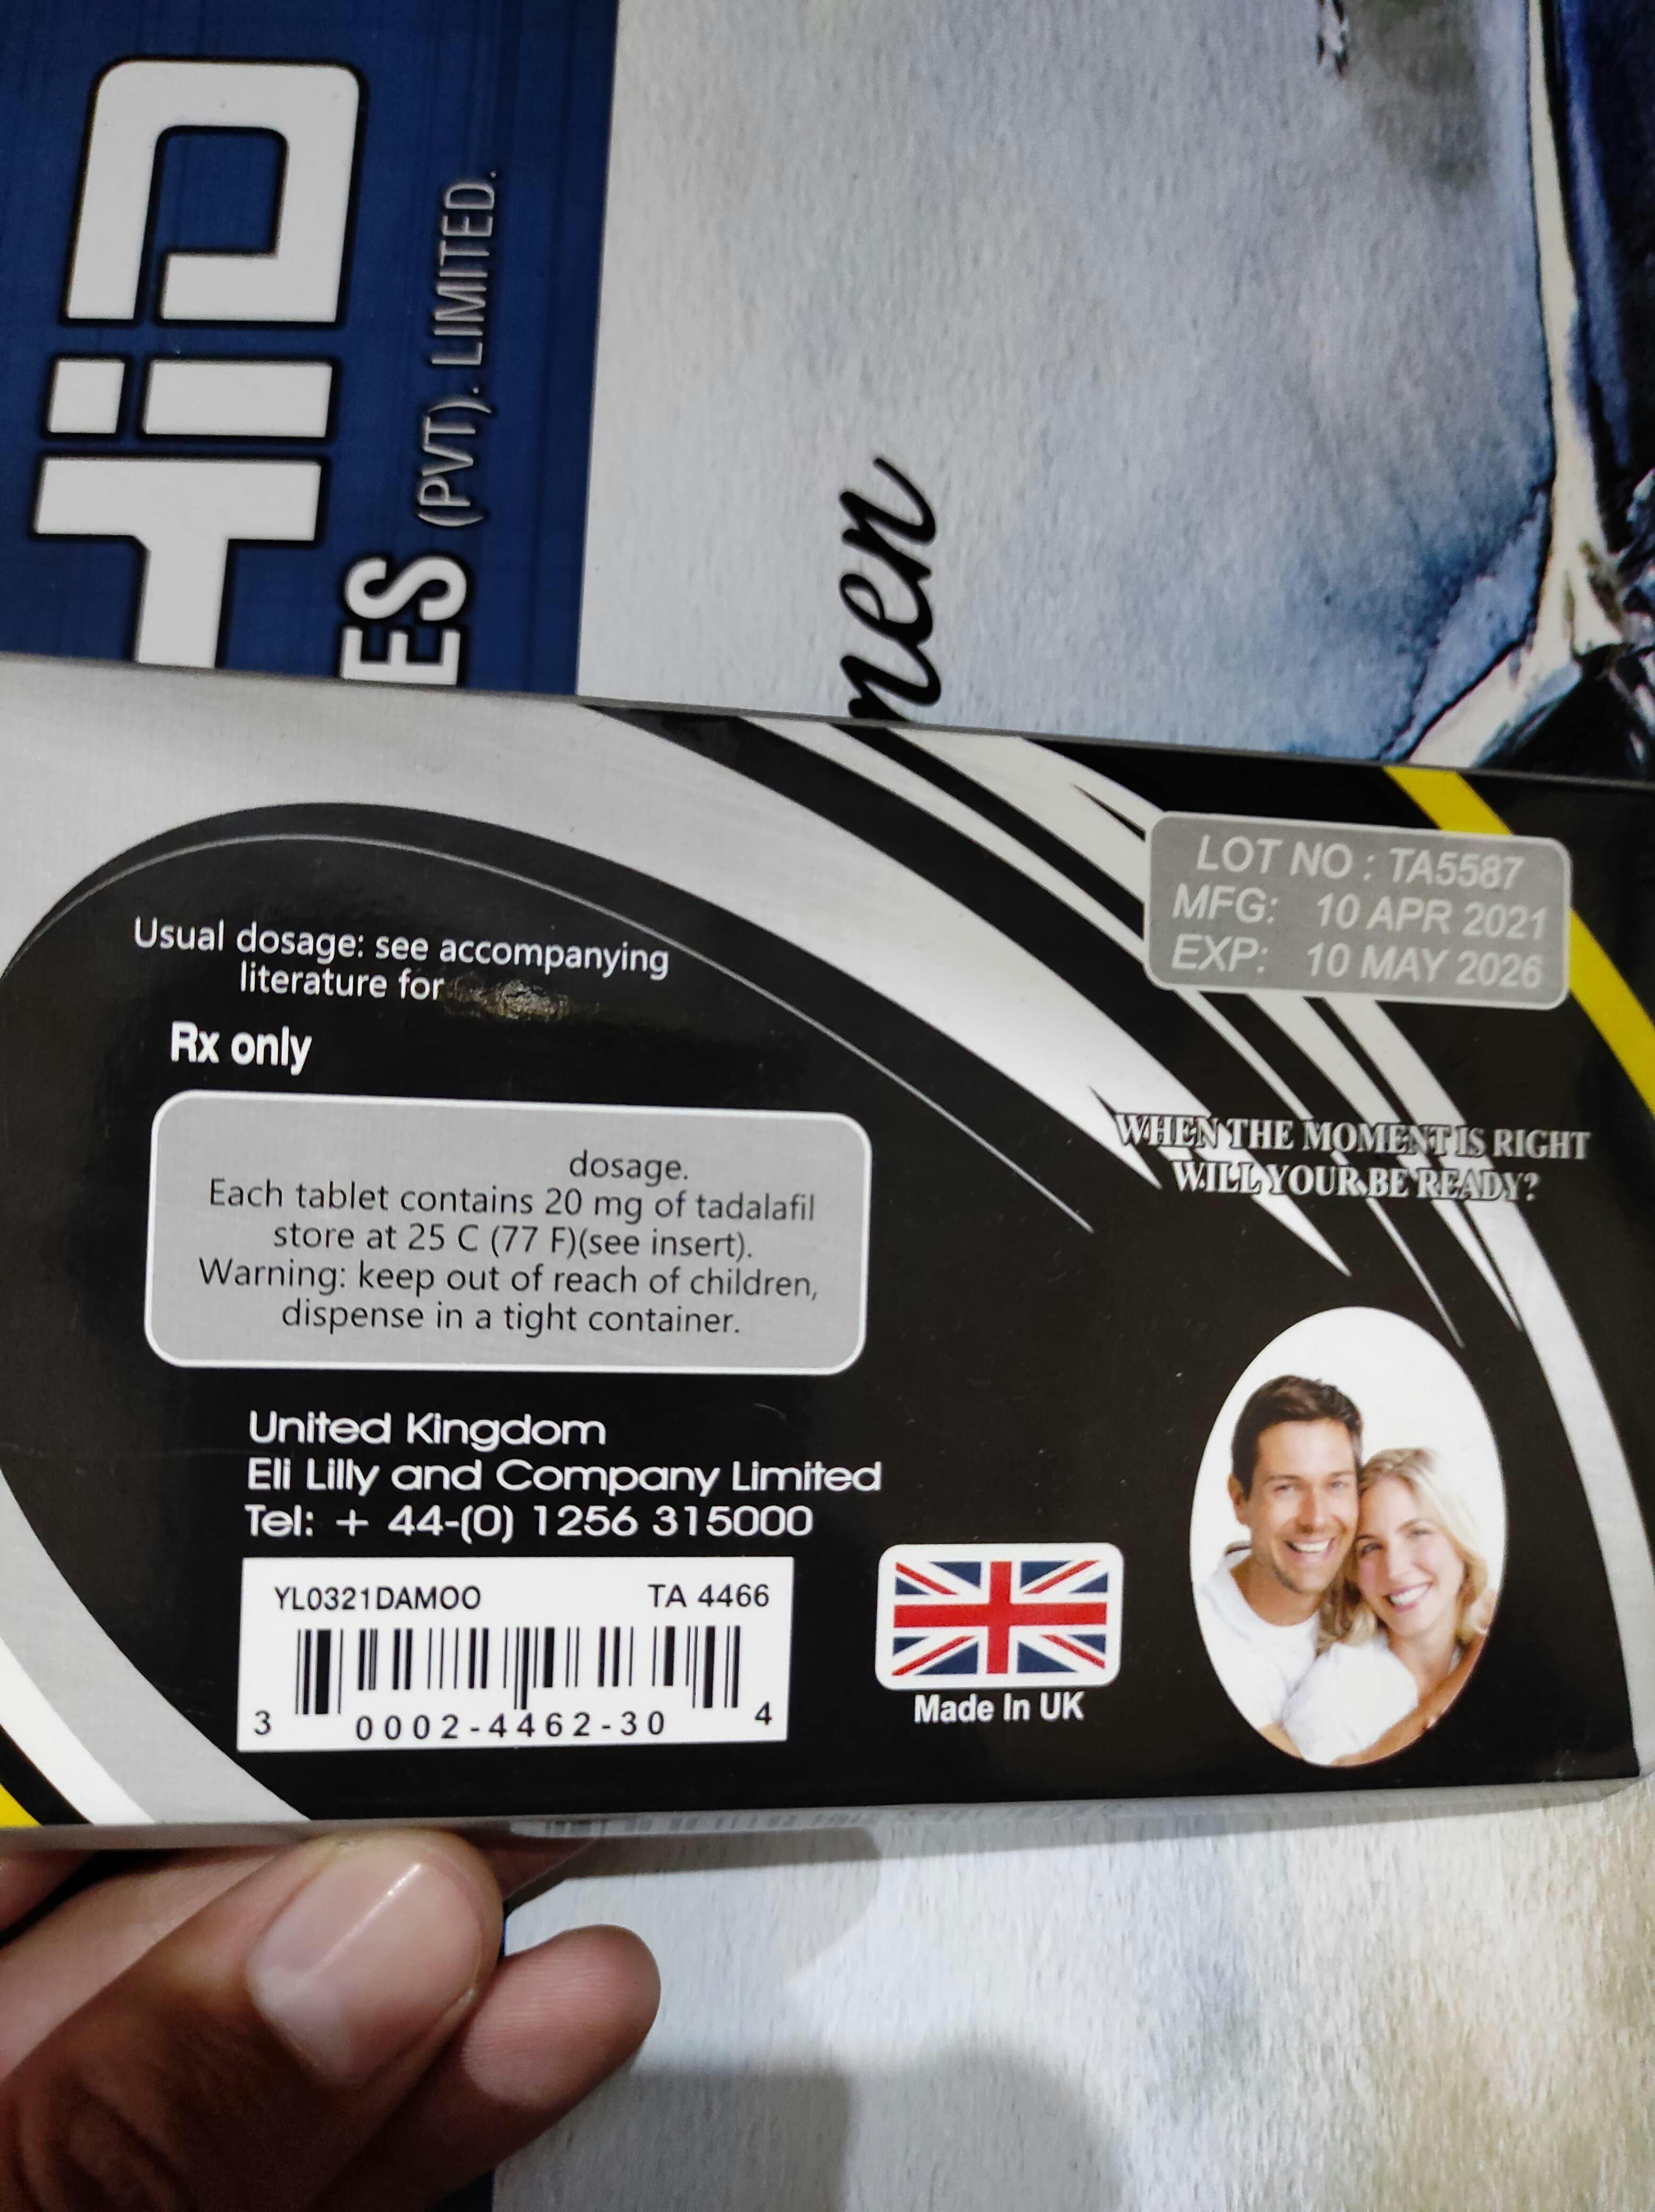 TiD
ES (PVT). LIMITED.
men
LOT NO : TA5587
MFG: 10 APR 2021
EXP: 10 MAY 2026
Usual dosage: see accompanying
literature for
Rx only
dosage.
Each tablet contains 20 mg of tadalafil
store at 25 C (77 F)(see insert).
Warning: keep out of reach of children,
dispense in a tight container.
WHEN THE MOMENT IS RIGHT
WILL YOUR BE READY?
United Kingdom
Eli Lilly and Company Limited
Tel: + 44-(0) 1256 315000
YL0321DAMOO TA 4466
3 0002-4462-30 4
Made In UK